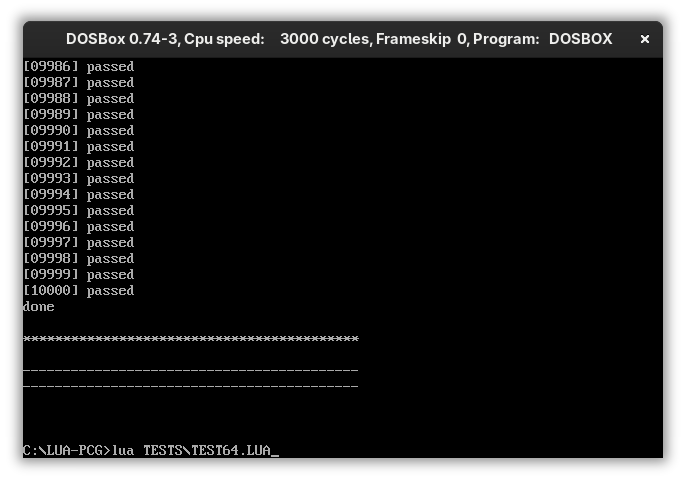 DOSBox 0.74-3, Cpu speed: 3000 cycles, Frameskip 0, Program: DOSBOX
[09986] passed
[09987] passed
[09988] passed
[09989] passed
[09990] passed
[09991] passed
[09992] passed
[09993] passed
[09994] passed
[09995] passed
[09996] passed
[09997] passed
[09998] passed
[09999] passed
[10000] passed
done
******************************************
__________________________________________
__________________________________________
C:\LUA-PCG>lua TESTS\TEST64.LUA_